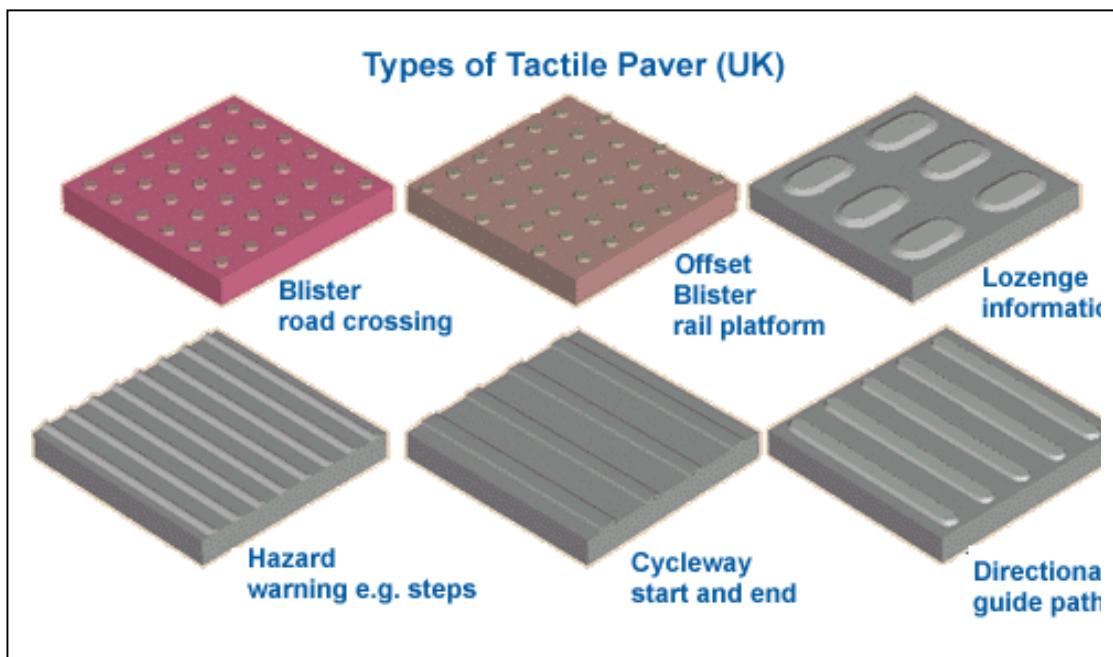 Types of Tactile Paver (UK)
Blister
road crossing
Offset
Blister
rail platform
Lozenge
informatio
Hazard
warning e.g. steps
Cycleway
start and end
Directiona
guide path